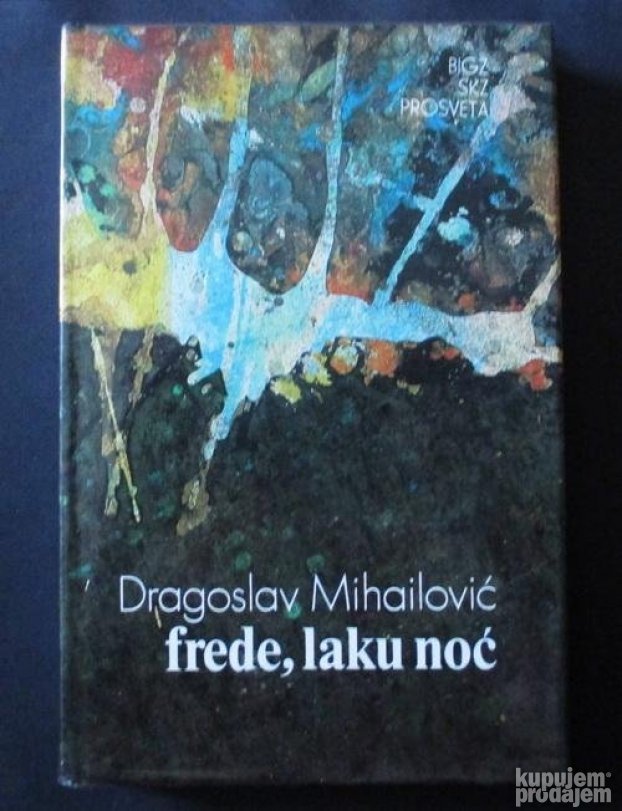 BIGZ
SKZ
PROSVETA
Dragoslav Mihailović
frede, laku noć
kupujem
prodajem